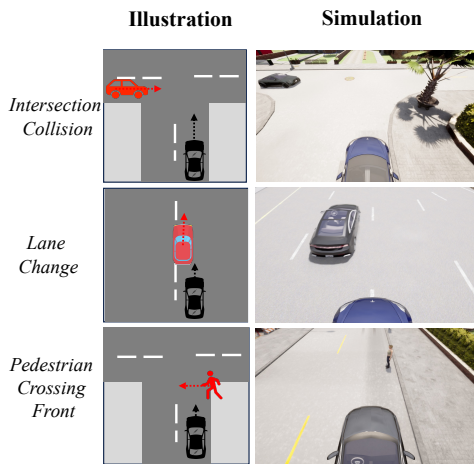 Illustration
Simulation
Intersection
Collision
Lane
Change
Pedestrian
Crossing
Front